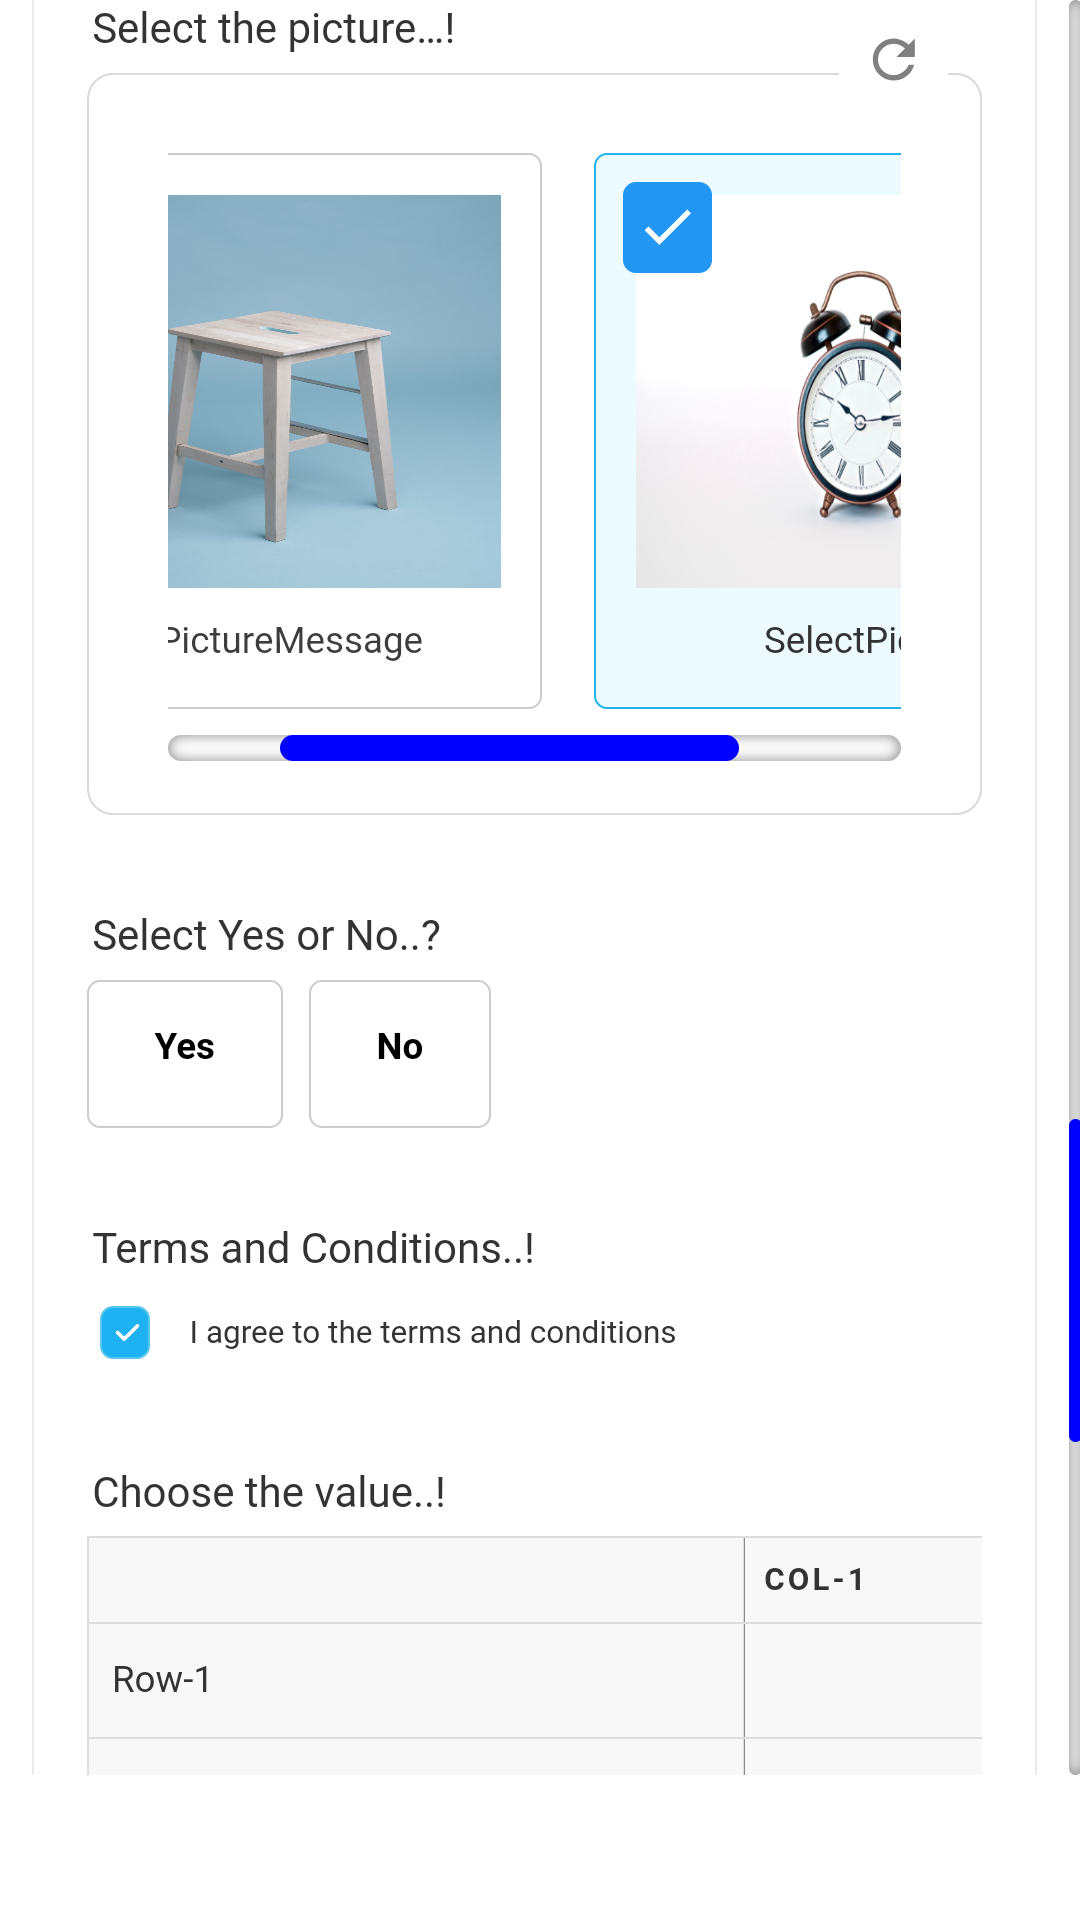 Select the picture...!
PictureMessage
SelectPic
Select Yes or No..?
Yes
No
Terms and Conditions..!
I agree to the terms and conditions
Choose the value..!
COL-1
Row-1